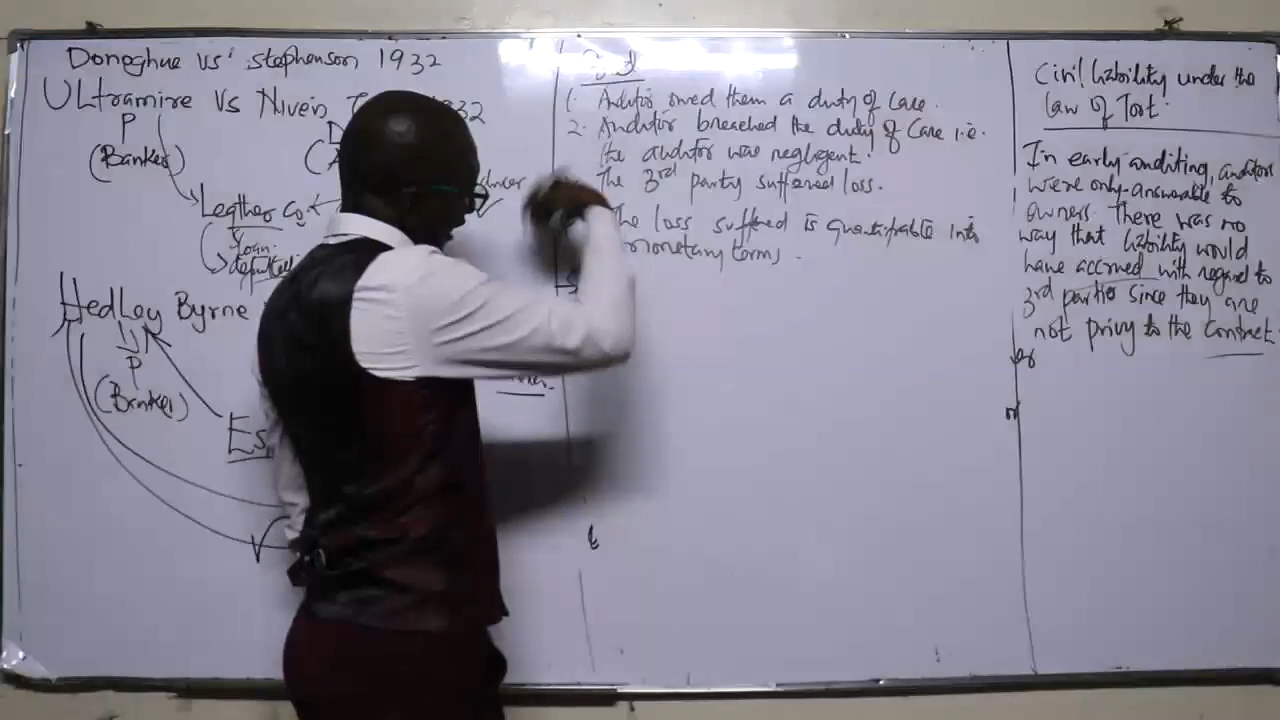 Donoghue vs' Stephenson 1932
ULtramire Vs Niven 1932
P
(Banker)
Leather Co
loan
Hedley Byrne
P
(Banker)
Es
1. Auditor owed them a duty of care.
2. Auditor breached the duty of Care i.e.
the auditor was negligent.
The 3rd party suffered loss.
The loss suffered is quantifiable into
monetary terms.
Civil liability under the
law of Tort.
In early auditing, auditors
were only answerable to
owners. There was no
way that liability would
have accrued with regard to
3rd parties since they are
not privy to the contract